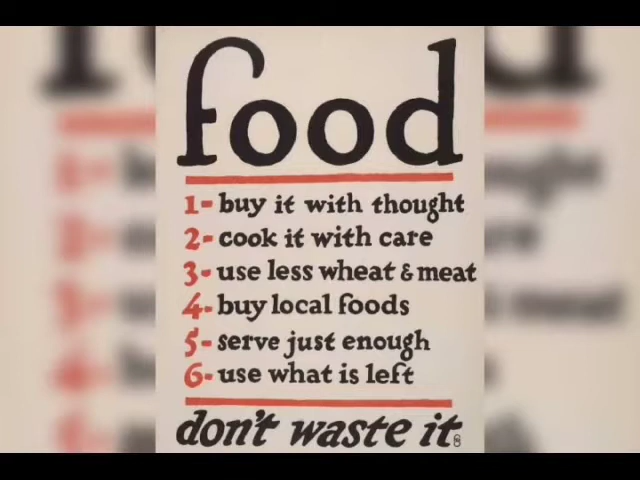 food
1- buy it with thought
2- cook it with care
3- use less wheat & meat
4- buy local foods
5- serve just enough
6- use what is left
don't waste it